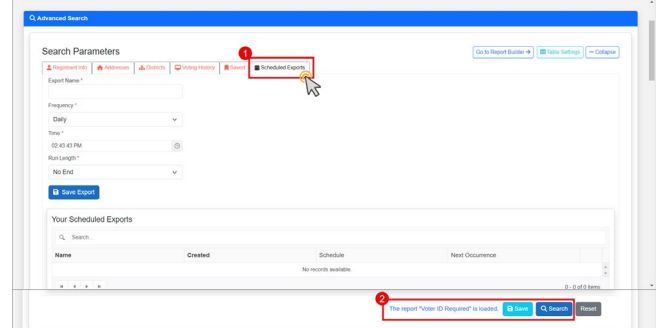 Advanced Search
Search Parameters
1
Go to Report Builder → Table Settings − Collapse
Registrant Info Addresses Districts Voting History Saved Scheduled Exports
Export Name *
Frequency *
Daily
Time *
02:43:43 PM
Run Length *
No End
Save Export
Your Scheduled Exports
Search...
Name Created Schedule Next Occurrence
No records available.
0 - 0 of 0 items
2
The report "Voter ID Required" is loaded. Save Search Reset